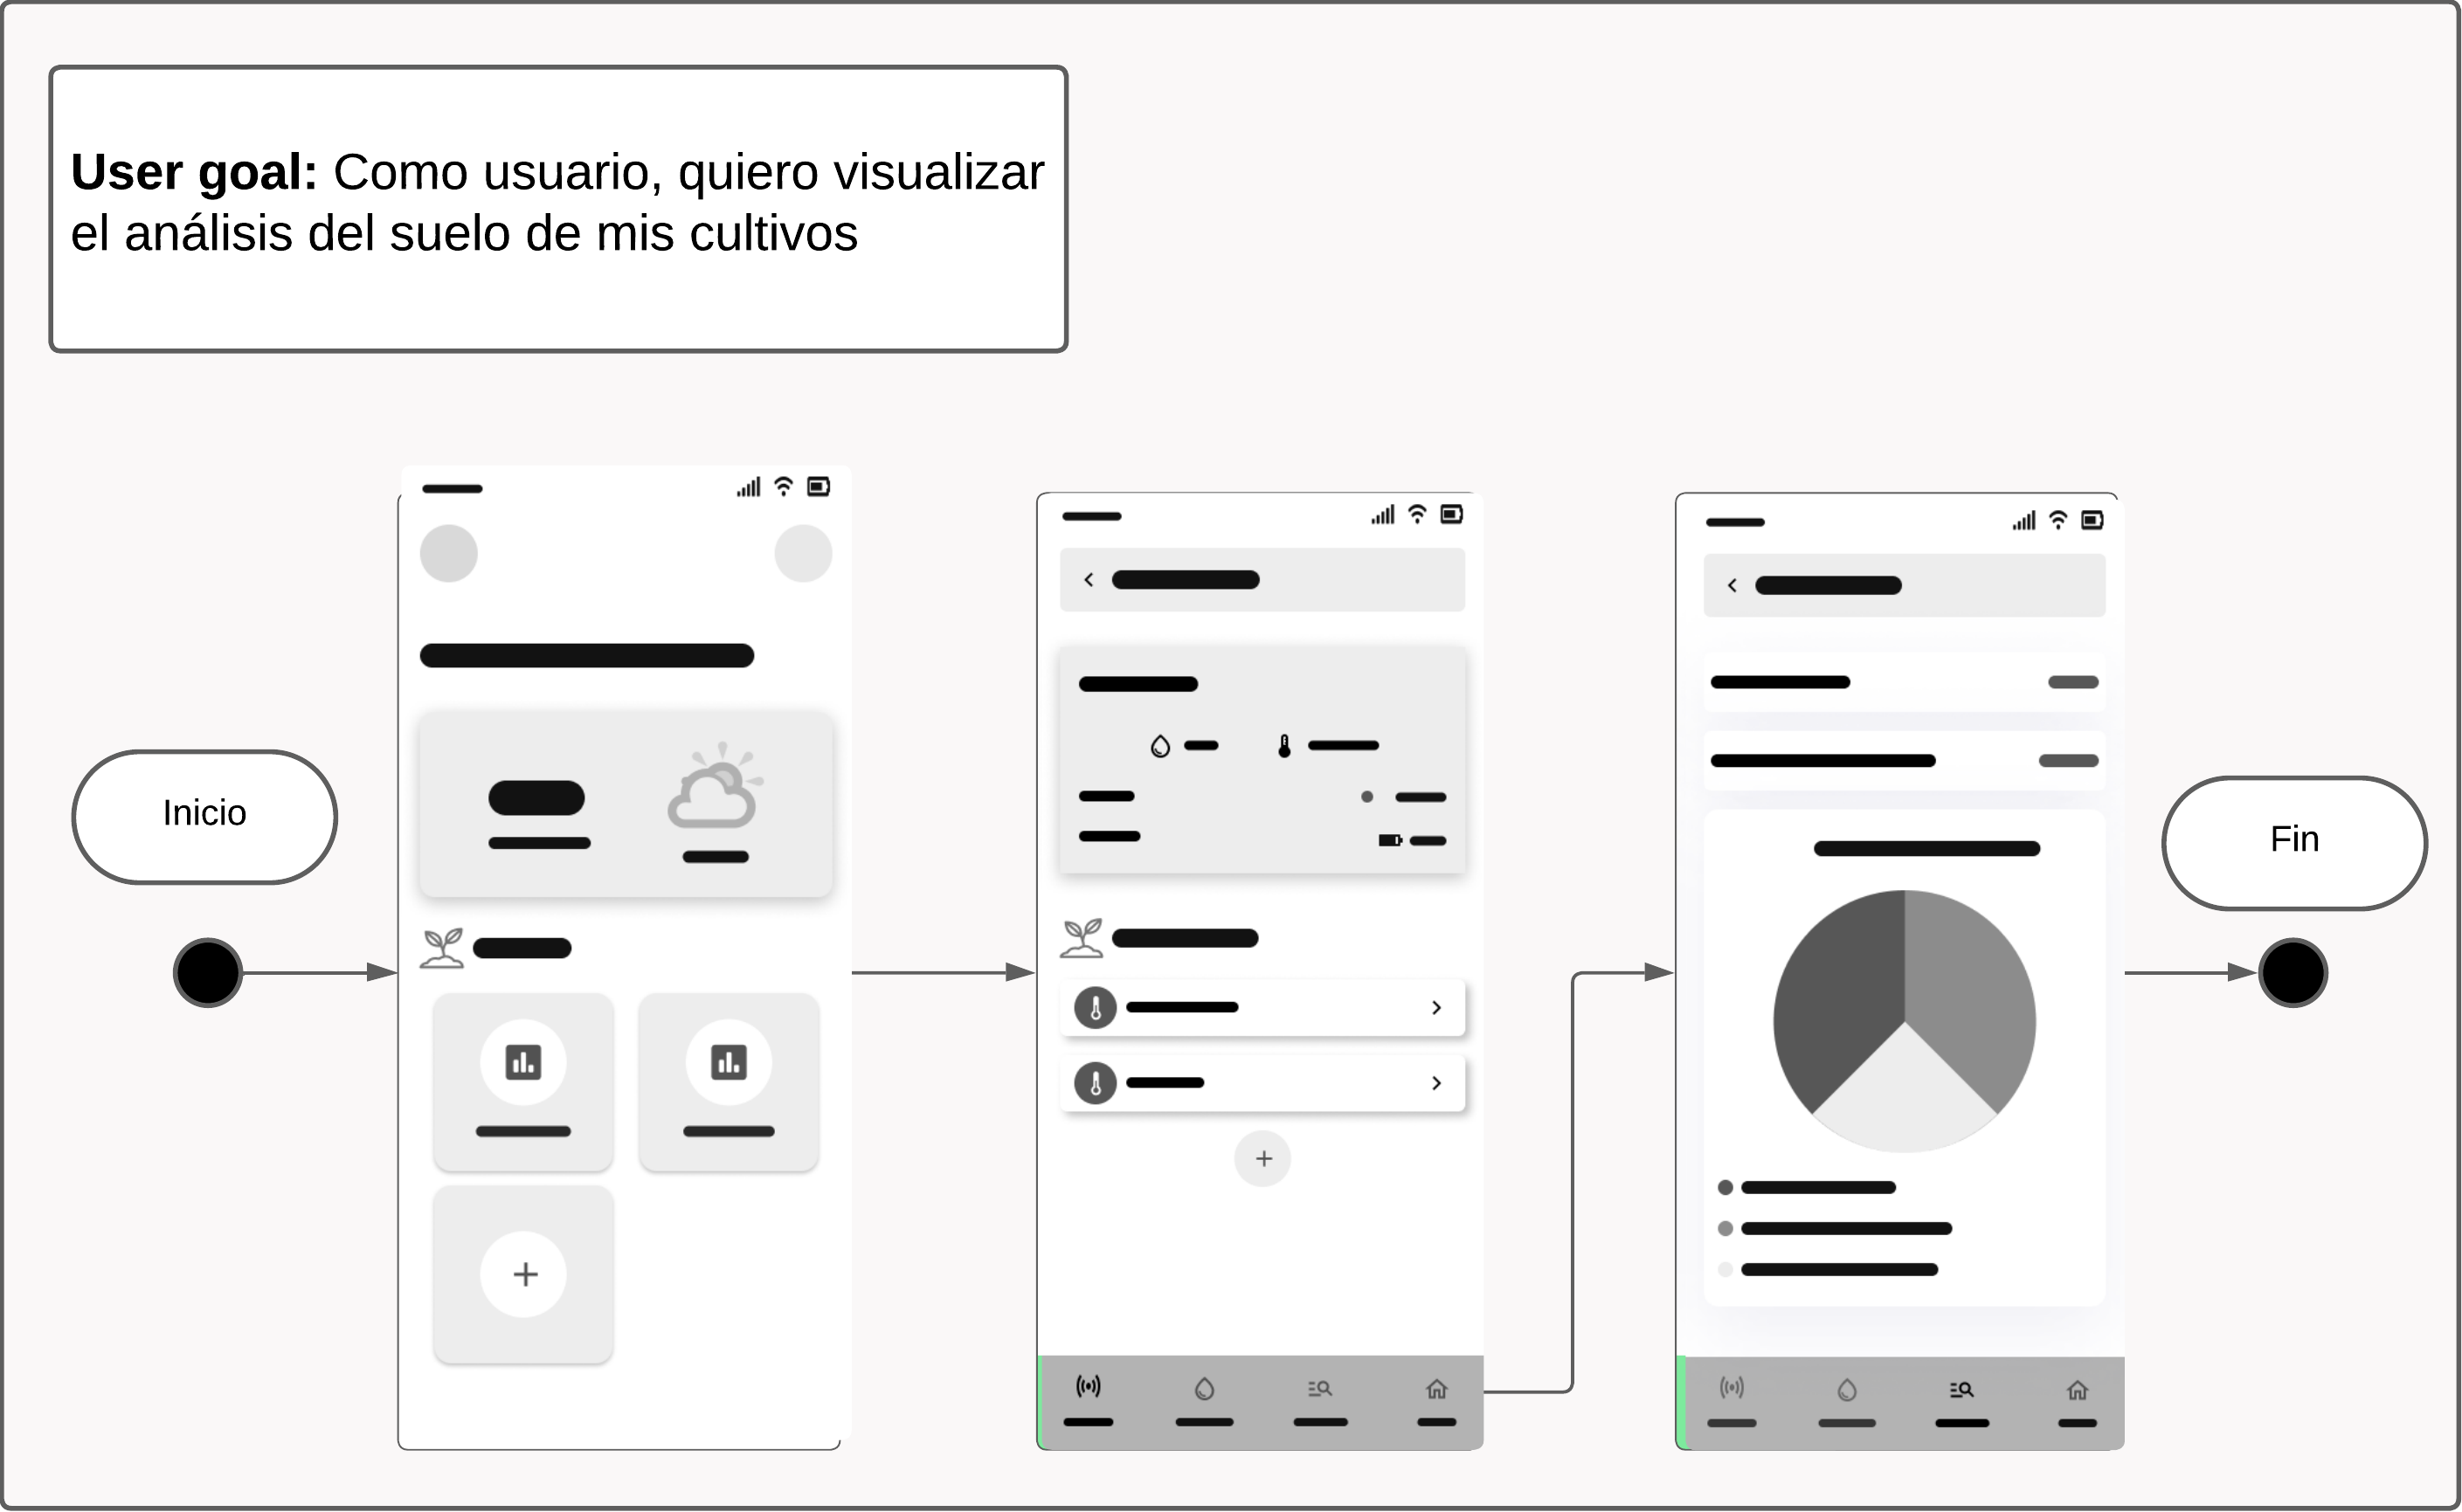 User goal: Como usuario, quiero visualizar
el análisis del suelo de mis cultivos
Inicio
Fin